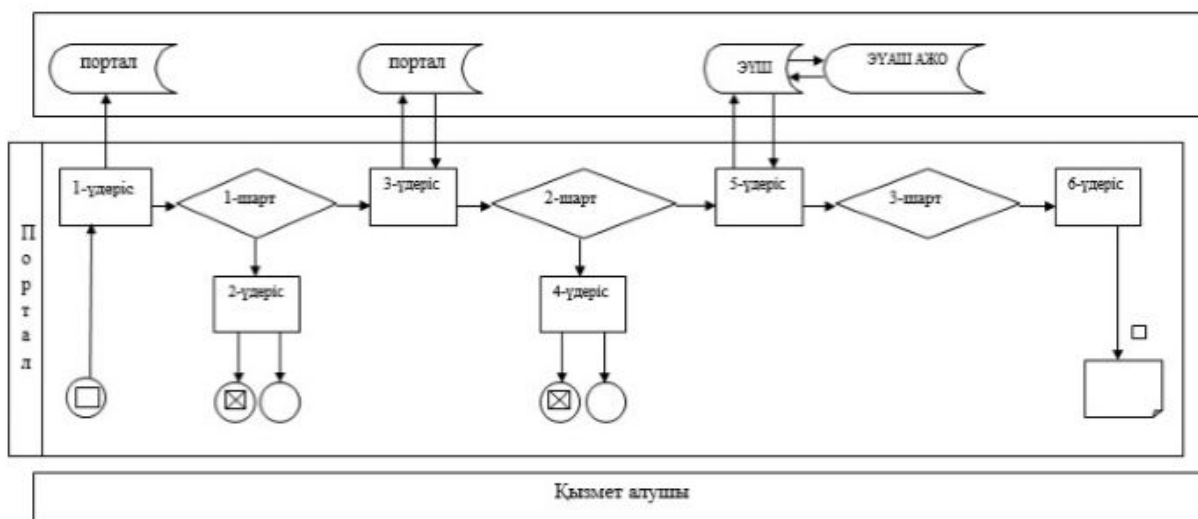 портал
портал
ЭҮШ
ЭҮАШ АЖО
1-үдеріс
1-шарт
3-үдеріс
2-шарт
5-үдеріс
3-шарт
6-үдеріс
2-үдеріс
4-үдеріс
Портал
Қызмет алушы